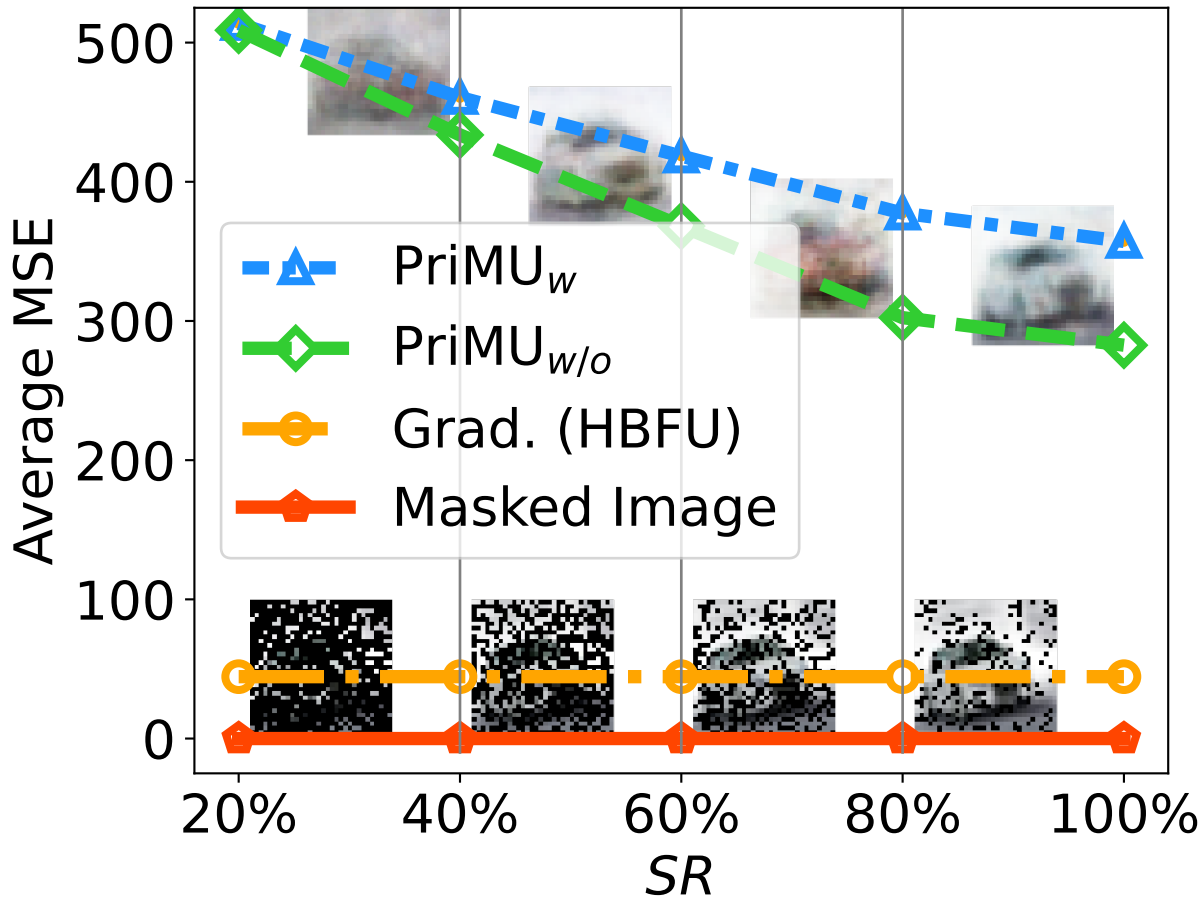 500
400
300
200
100
0
Average MSE
PriMU_w
PriMU_w/o
Grad. (HBFU)
Masked Image
20% 40% 60% 80% 100%
SR